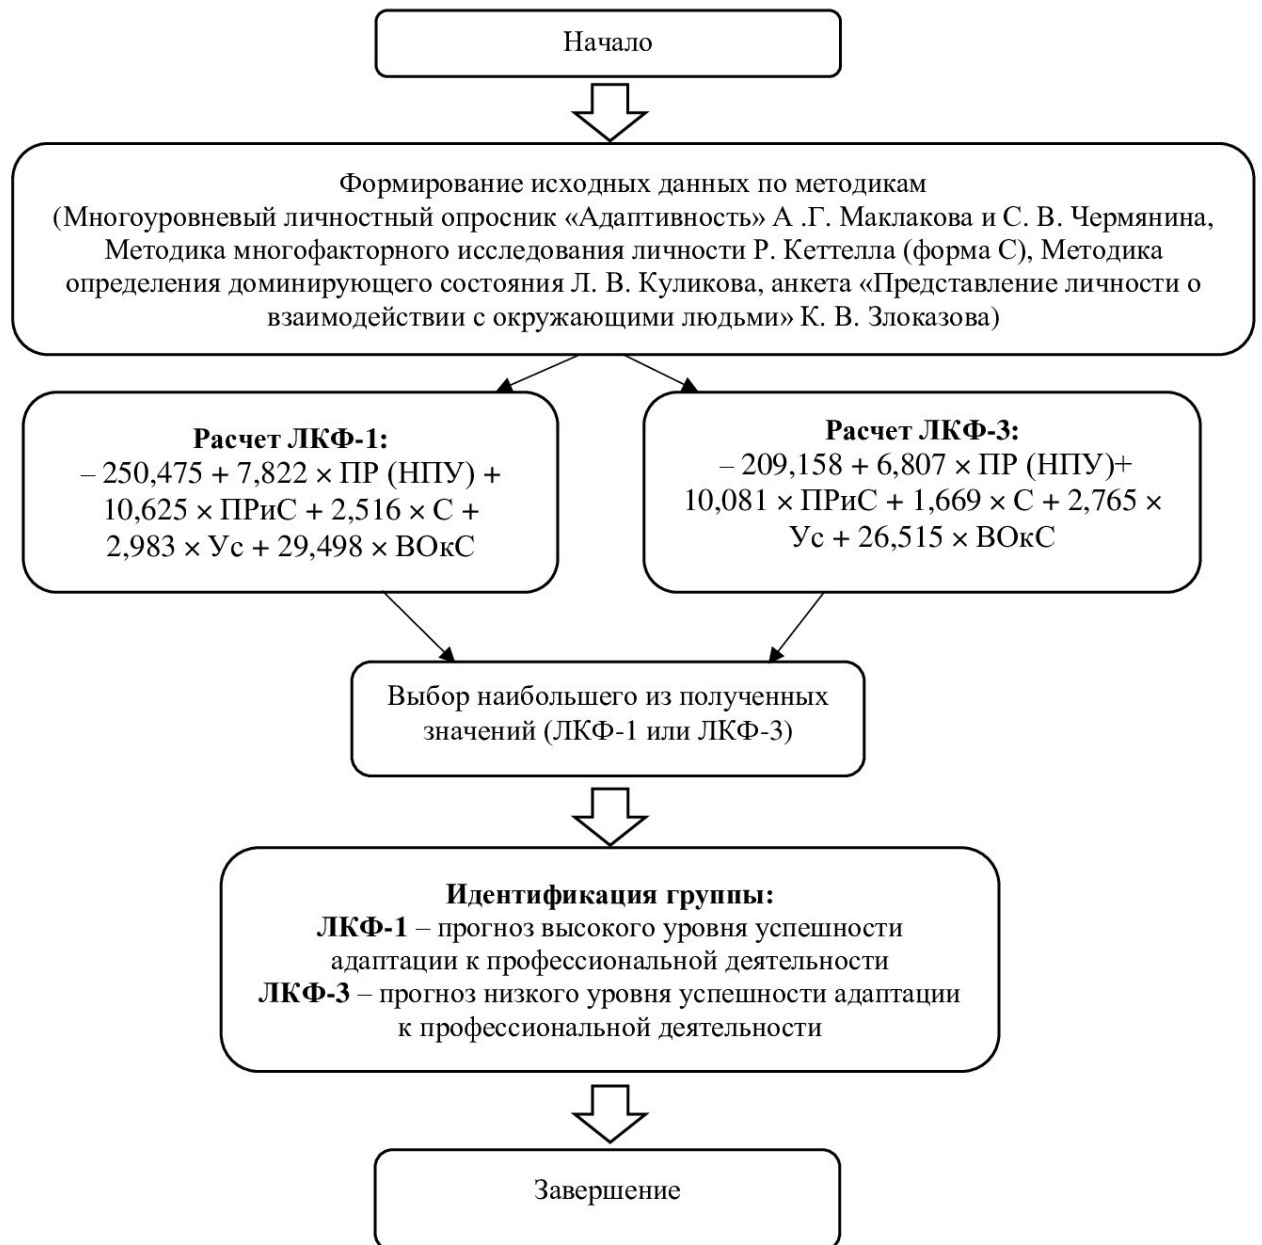 Начало
Формирование исходных данных по методикам
(Многоуровневый личностный опросник «Адаптивность» А .Г. Маклакова и С. В. Чермянина,
Методика многофакторного исследования личности Р. Кеттелла (форма С), Методика
определения доминирующего состояния Л. В. Куликова, анкета «Представление личности о
взаимодействии с окружающими людьми» К. В. Злоказова)
Расчет ЛКФ-1:
– 250,475 + 7,822 × ПР (НПУ) +
10,625 × ПРиС + 2,516 × С +
2,983 × Ус + 29,498 × ВОкС
Расчет ЛКФ-3:
– 209,158 + 6,807 × ПР (НПУ)+
10,081 × ПРиС + 1,669 × С + 2,765 ×
Ус + 26,515 × ВОкС
Выбор наибольшего из полученных
значений (ЛКФ-1 или ЛКФ-3)
Идентификация группы:
ЛКФ-1 – прогноз высокого уровня успешности
адаптации к профессиональной деятельности
ЛКФ-3 – прогноз низкого уровня успешности адаптации
к профессиональной деятельности
Завершение